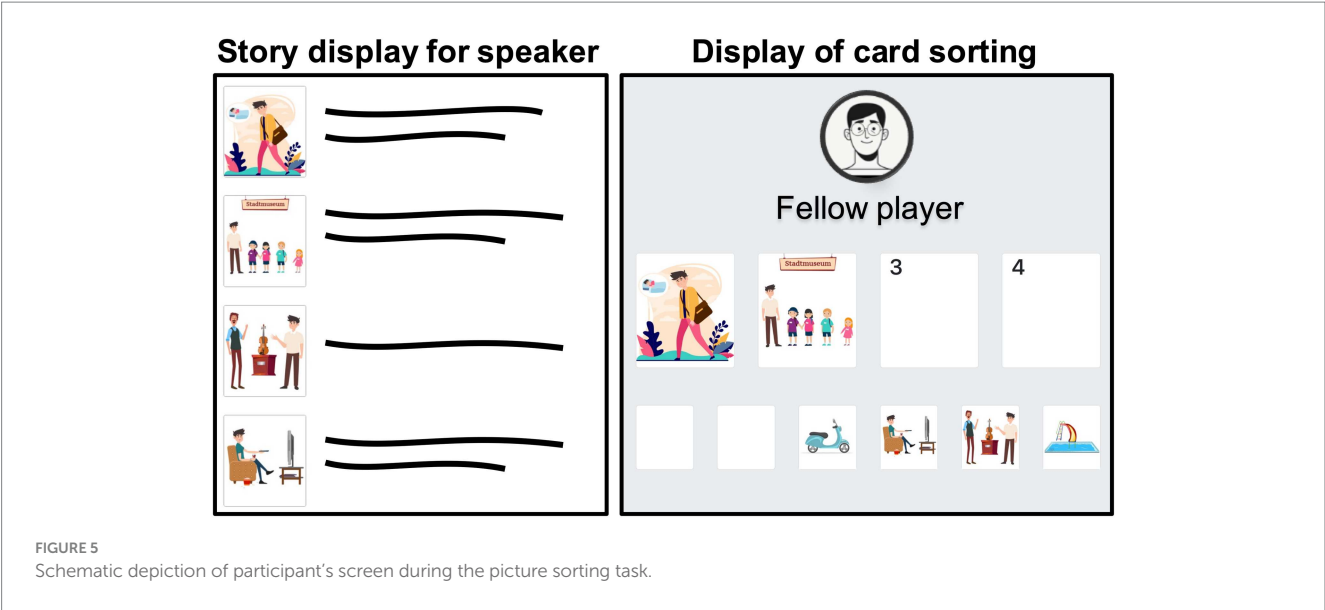 Story display for speaker
Display of card sorting
Stadtmuseum
Fellow player
Stadtmuseum
3
4
FIGURE 5
Schematic depiction of participant's screen during the picture sorting task.